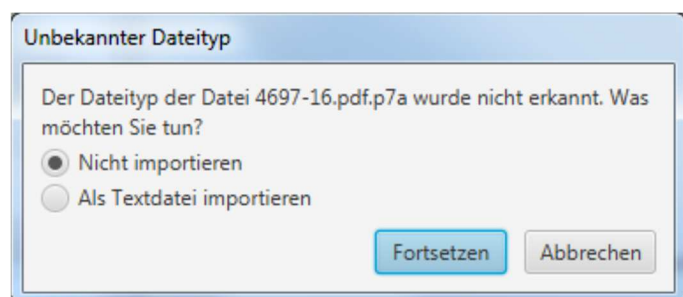 Unbekannter Dateityp
Der Dateityp der Datei 4697-16.pdf.p7a wurde nicht erkannt. Was
möchten Sie tun?
Nicht importieren
Als Textdatei importieren
Fortsetzen
Abbrechen